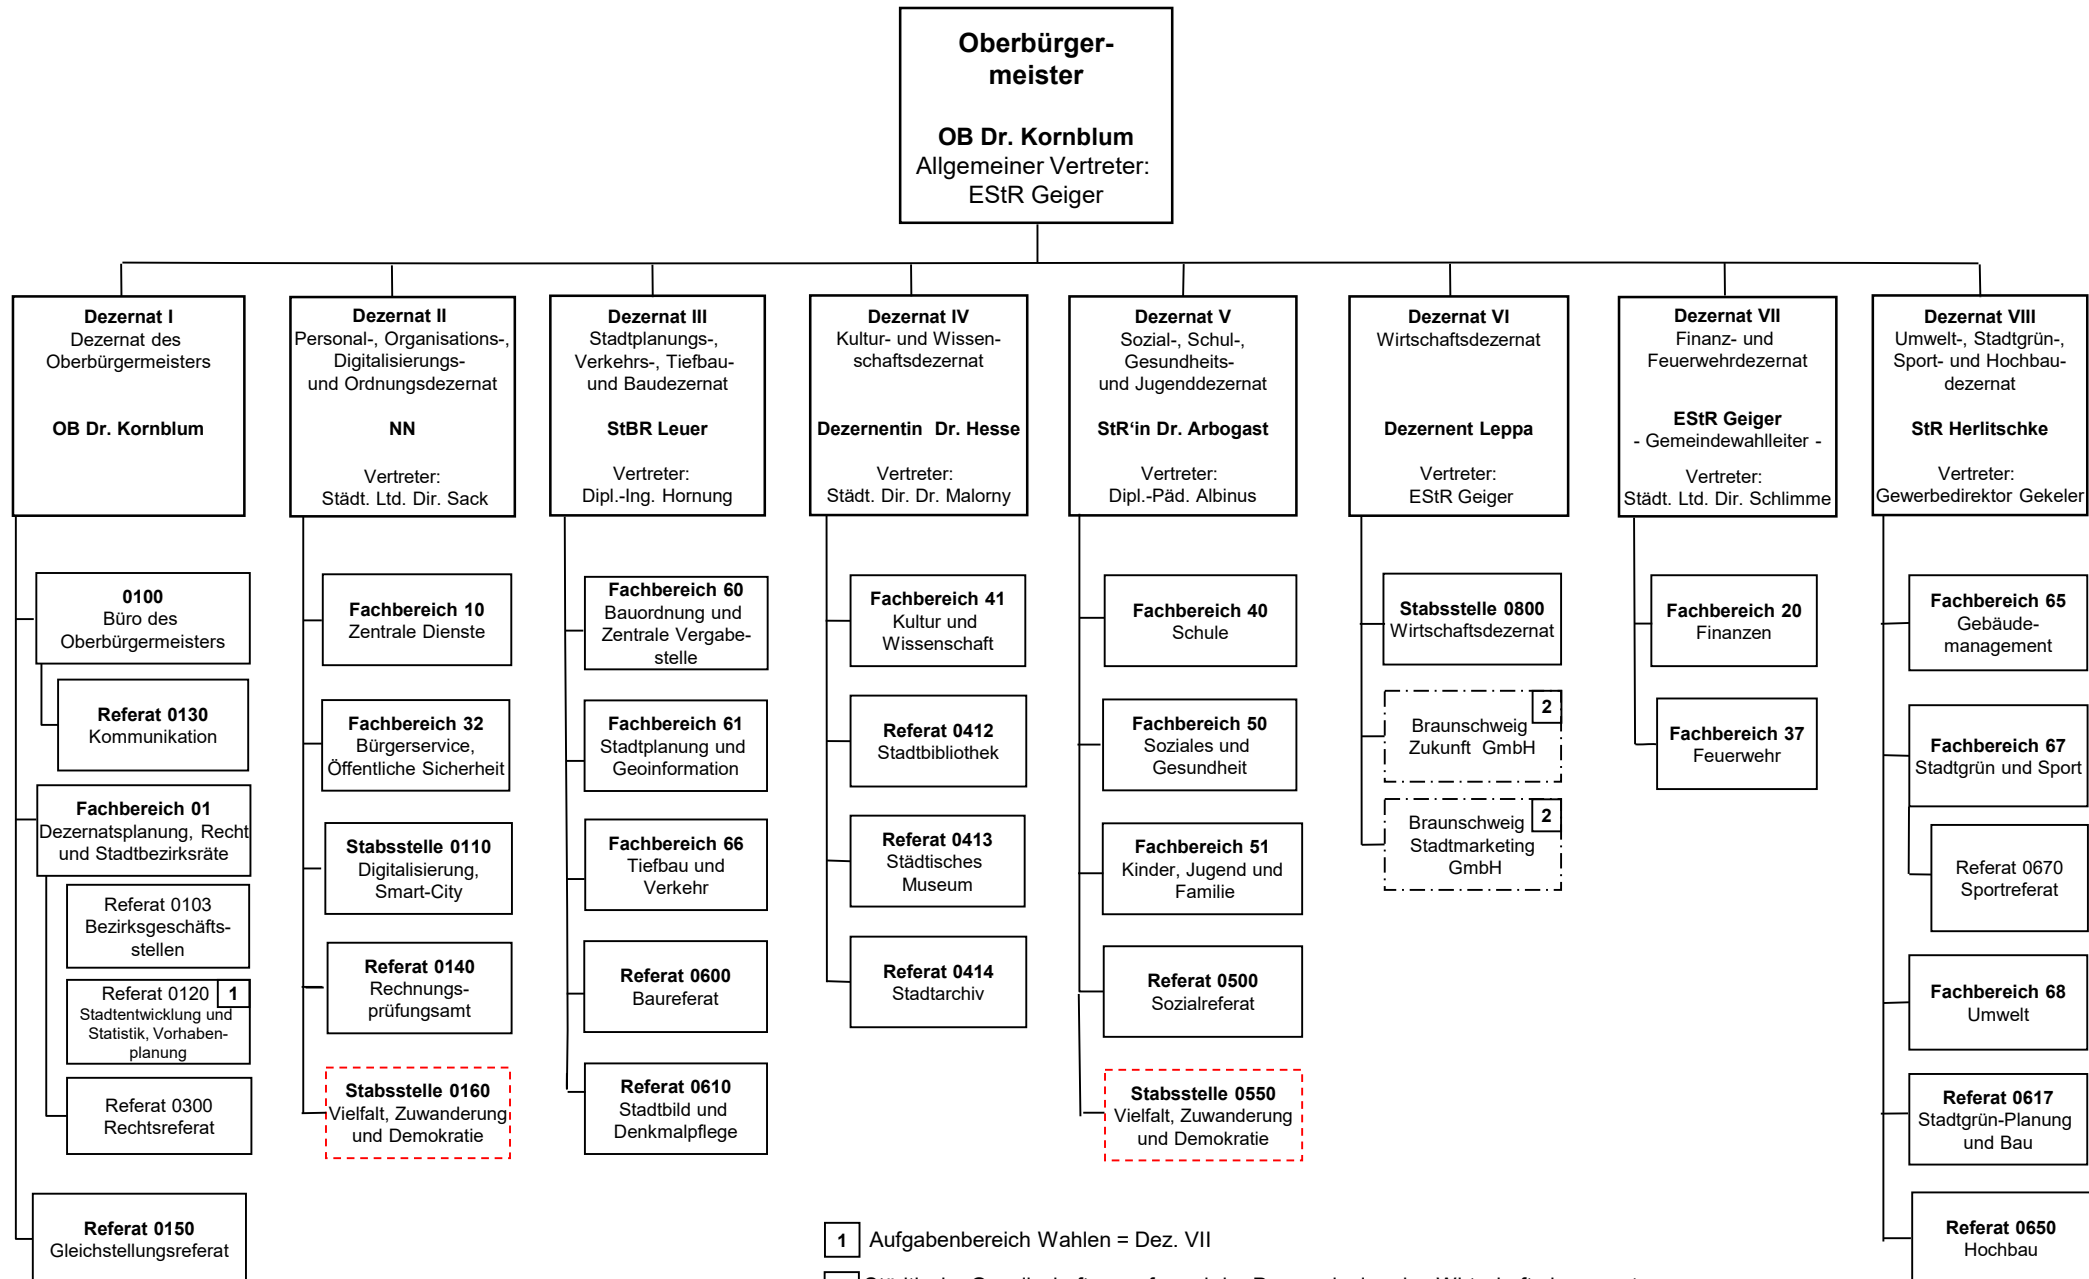 Oberbürger-
meister
OB Dr. Kornblum
Allgemeiner Vertreter:
EStR Geiger
Dezernat I
Dezernat des
Oberbürgermeisters
OB Dr. Kornblum
0100
Büro des
Oberbürgermeisters
Referat 0130
Kommunikation
Fachbereich 01
Dezernatsplanung, Recht
und Stadtbezirksräte
Referat 0103
Bezirksgeschäfts-
stellen
Referat 0120 1
Stadtentwicklung und
Statistik, Vorhaben-
planung
Referat 0300
Rechtsreferat
Referat 0150
Gleichstellungsreferat
Dezernat II
Personal-, Organisations-,
Digitalisierungs-
und Ordnungsdezernat
NN
Vertreter:
Städt. Ltd. Dir. Sack
Fachbereich 10
Zentrale Dienste
Fachbereich 32
Bürgerservice,
Öffentliche Sicherheit
Stabsstelle 0110
Digitalisierung,
Smart-City
Referat 0140
Rechnungs-
prüfungsamt
Stabsstelle 0160
Vielfalt, Zuwanderung
und Demokratie
Dezernat III
Stadtplanungs-,
Verkehrs-, Tiefbau-
und Baudezernat
StBR Leuer
Vertreter:
Dipl.-Ing. Hornung
Fachbereich 60
Bauordnung und
Zentrale Vergabe-
stelle
Fachbereich 61
Stadtplanung und
Geoinformation
Fachbereich 66
Tiefbau und
Verkehr
Referat 0600
Baureferat
Referat 0610
Stadtbild und
Denkmalpflege
Dezernat IV
Kultur- und Wissen-
schaftsdezernat
Dezernentin Dr. Hesse
Vertreter:
Städt. Dir. Dr. Malorny
Fachbereich 41
Kultur und
Wissenschaft
Referat 0412
Stadtbibliothek
Referat 0413
Städtisches
Museum
Referat 0414
Stadtarchiv
Dezernat V
Sozial-, Schul-,
Gesundheits-
und Jugenddezernat
StR‘in Dr. Arbogast
Vertreter:
Dipl.-Päd. Albinus
Fachbereich 40
Schule
Fachbereich 50
Soziales und
Gesundheit
Fachbereich 51
Kinder, Jugend und
Familie
Referat 0500
Sozialreferat
Stabsstelle 0550
Vielfalt, Zuwanderung
und Demokratie
Dezernat VI
Wirtschaftsdezernat
Dezernent Leppa
Vertreter:
EStR Geiger
Stabsstelle 0800
Wirtschaftsdezernat
2
Braunschweig
Zukunft GmbH
2
Braunschweig
Stadtmarketing
GmbH
Dezernat VII
Finanz- und
Feuerwehrdezernat
EStR Geiger
- Gemeindewahlleiter -
Vertreter:
Städt. Ltd. Dir. Schlimme
Fachbereich 20
Finanzen
Fachbereich 37
Feuerwehr
Dezernat VIII
Umwelt-, Stadtgrün-,
Sport- und Hochbau-
dezernat
StR Herlitschke
Vertreter:
Gewerbedirektor Gekeler
Fachbereich 65
Gebäude-
management
Fachbereich 67
Stadtgrün und Sport
Referat 0670
Sportreferat
Fachbereich 68
Umwelt
Referat 0617
Stadtgrün-Planung
und Bau
Referat 0650
Hochbau
1 Aufgabenbereich Wahlen = Dez. VII